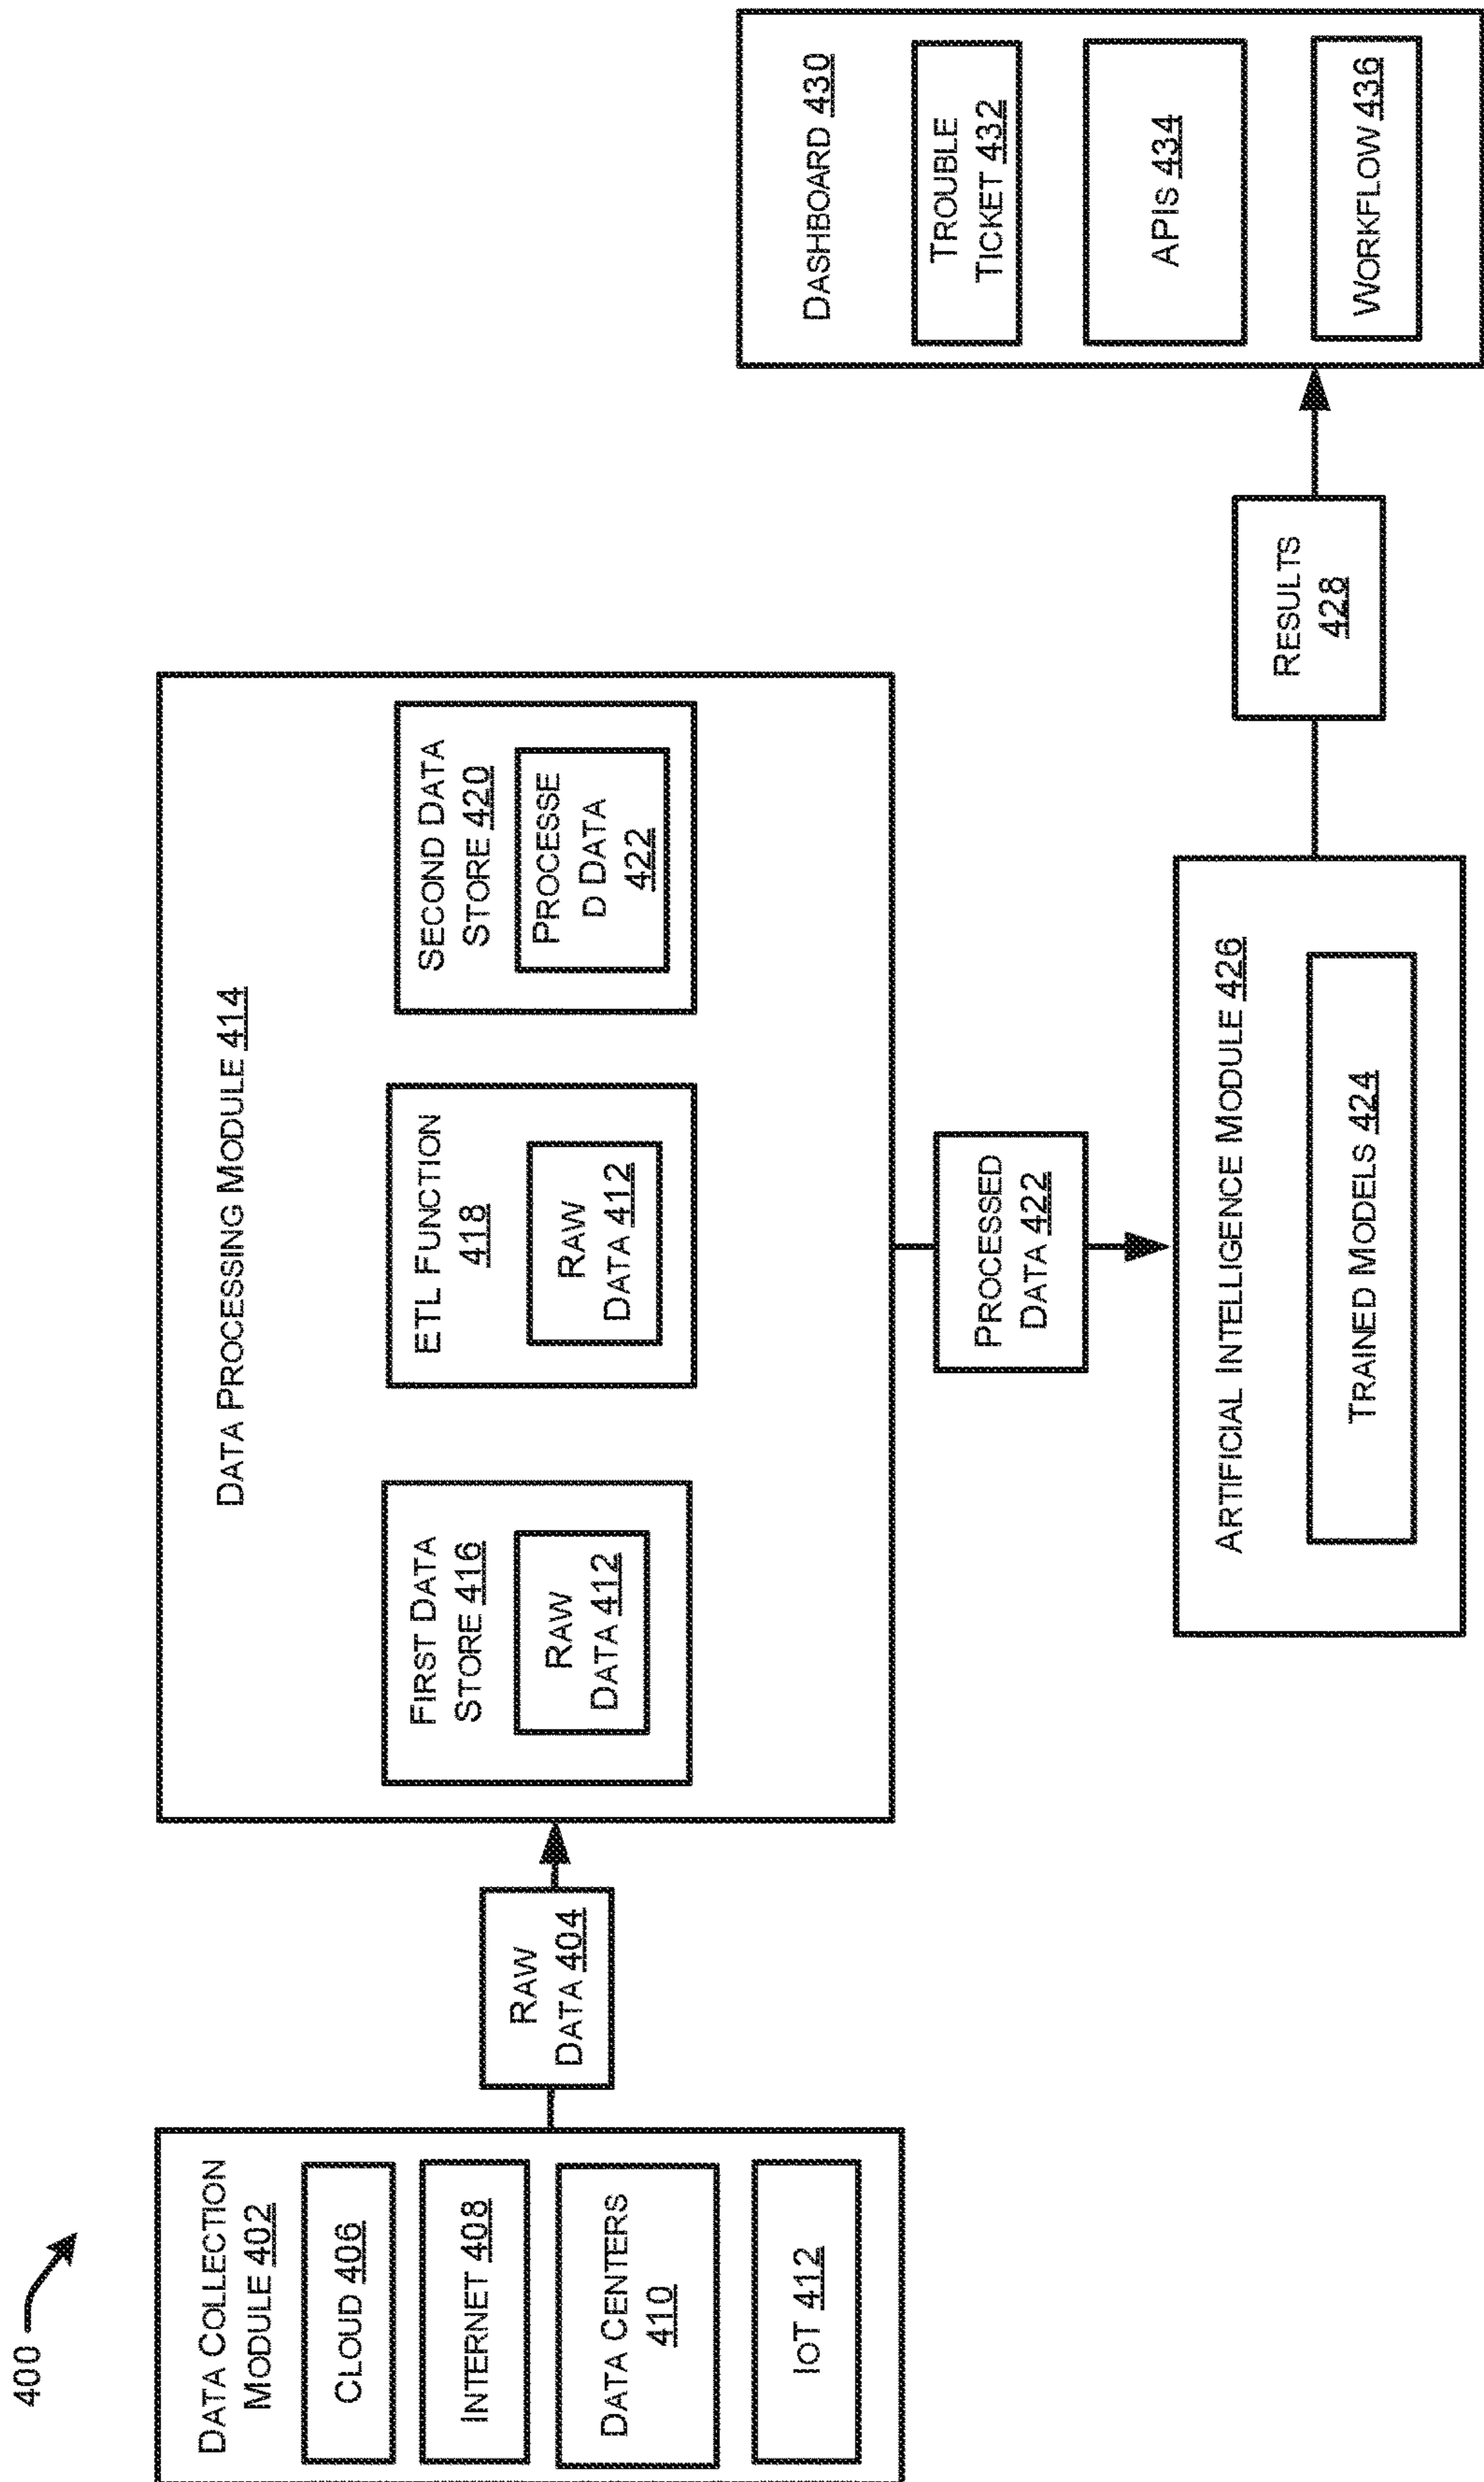 400
DATA COLLECTION
MODULE 402
CLOUD 406
INTERNET 408
DATA CENTERS
410
IOT 412
RAW
DATA 404
DATA PROCESSING MODULE 414
FIRST DATA
STORE 416
RAW
DATA 412
ETL FUNCTION
418
RAW
DATA 412
SECOND DATA
STORE 420
PROCESSE
D DATA
422
PROCESSED
DATA 422
ARTIFICIAL INTELLIGENCE MODULE 426
TRAINED MODELS 424
RESULTS
428
DASHBOARD 430
TROUBLE
TICKET 432
APIS 434
WORKFLOW 436